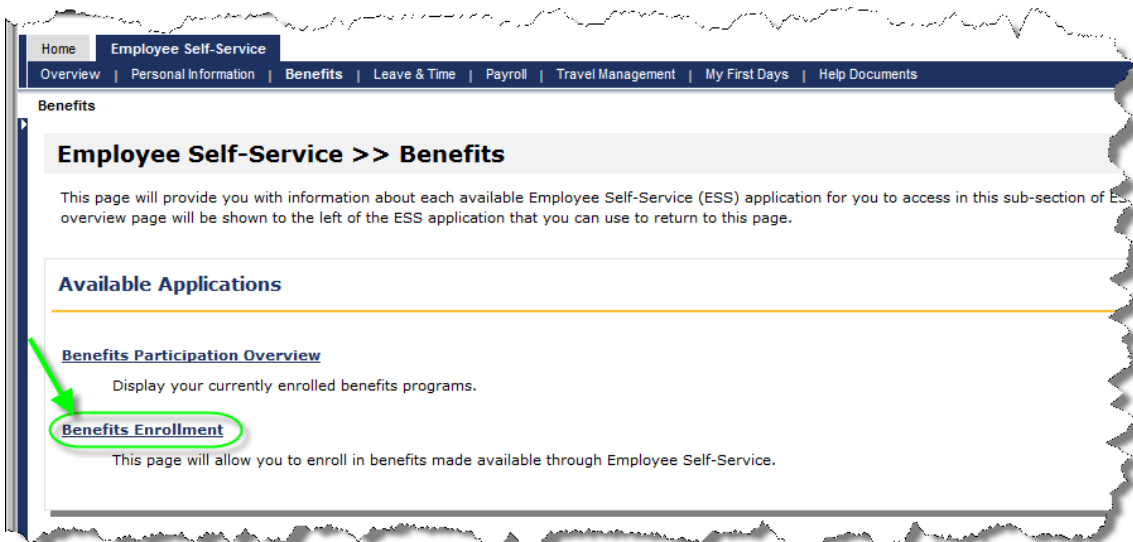 Home Employee Self-Service
Overview | Personal Information | Benefits | Leave & Time | Payroll | Travel Management | My First Days | Help Documents
Benefits
Employee Self-Service >> Benefits
This page will provide you with information about each available Employee Self-Service (ESS) application for you to access in this sub-section of
overview page will be shown to the left of the ESS application that you can use to return to this page.
Available Applications
Benefits Participation Overview
Display your currently enrolled benefits programs.
Benefits Enrollment
This page will allow you to enroll in benefits made available through Employee Self-Service.